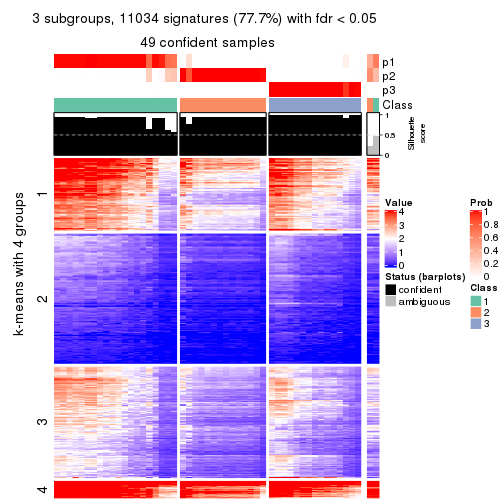 3 subgroups, 11034 signatures (77.7%) with fdr < 0.05
49 confident samples
p1
p2
p3
Class
1
0.5
0
Silhouette
score
k-means with 4 groups
1
2
3
4
Value
4
3
2
1
0
Status (barplots)
confident
ambiguous
Prob
1
0.8
0.6
0.4
0.2
0
Class
1
2
3